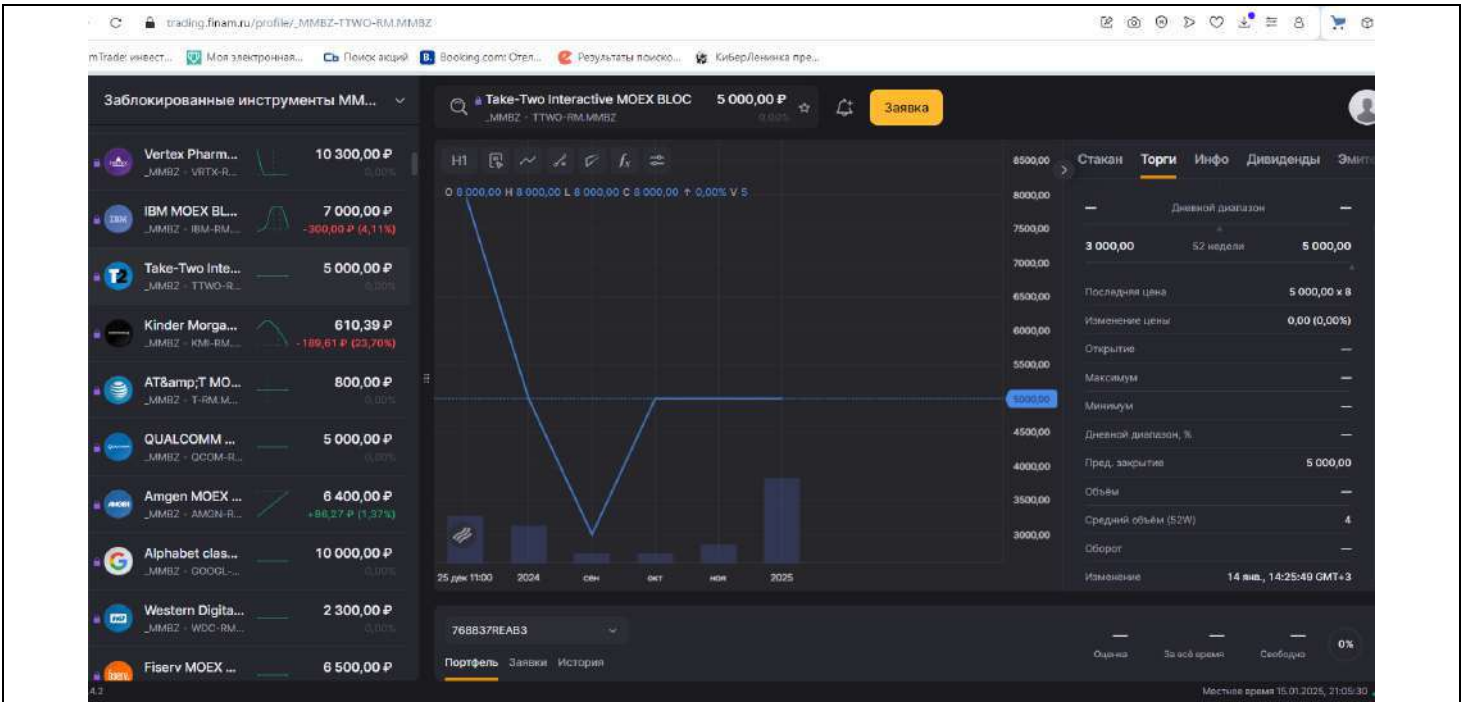 trading.finam.ru/profile/_MMBZ-TTWO-RM.MMBZ
mTrade: инвест... Моя электронная... Сь Поиск акций B. Booking.com: Отел... Результаты поиско... КиберЛенинка пре...
Заблокированные инструменты ММ...
Take-Two Interactive MOEX BLOC 5 000,00 ₽
_MMBZ · TTWO-RM.MMBZ 0,00%
Заявка
Vertex Pharm... 10 300,00 ₽
_MMBZ · VRTX-R... 0,00%
IBM MOEX BL... 7 000,00 ₽
_MMBZ · IBM-RM... -300,00 ₽ (4,11%)
Take-Two Inte... 5 000,00 ₽
_MMBZ · TTWO-R... 0,00%
Kinder Morga... 610,39 ₽
_MMBZ · KMI-RM... -189,61 ₽ (23,70%)
AT&amp;T MO... 800,00 ₽
_MMBZ · T-RM.M... 0,00%
QUALCOMM ... 5 000,00 ₽
_MMBZ · QCOM-R... 0,00%
Amgen MOEX ... 6 400,00 ₽
_MMBZ · AMGN-R... +86,27 ₽ (1,37%)
Alphabet clas... 10 000,00 ₽
_MMBZ · GOOGL-... 0,00%
Western Digita... 2 300,00 ₽
_MMBZ · WDC-RM... 0,00%
Fiserv MOEX ... 6 500,00 ₽
4.2
H1
O 8 000,00 H 8 000,00 L 8 000,00 C 8 000,00 ↑ 0,00% V 5
8500,00
8000,00
7500,00
7000,00
6500,00
6000,00
5500,00
5000,00
4500,00
4000,00
3500,00
3000,00
25 дек 11:00 2024 сен окт ноя 2025
Стакан Торги Инфо Дивиденды Эмит
— Дневной диапазон —
3 000,00 52 недели 5 000,00
Последняя цена 5 000,00 x 8
Изменение цены 0,00 (0,00%)
Открытие —
Максимум —
Минимум —
Дневной диапазон, % —
Пред. закрытие 5 000,00
Объём —
Средний объём (52W) 4
Оборот —
Изменение 14 янв., 14:25:49 GMT+3
768837REAB3
Портфель Заявки История
— — — 0%
Оценка За всё время Свободно
Местное время 15.01.2025, 21:05:30